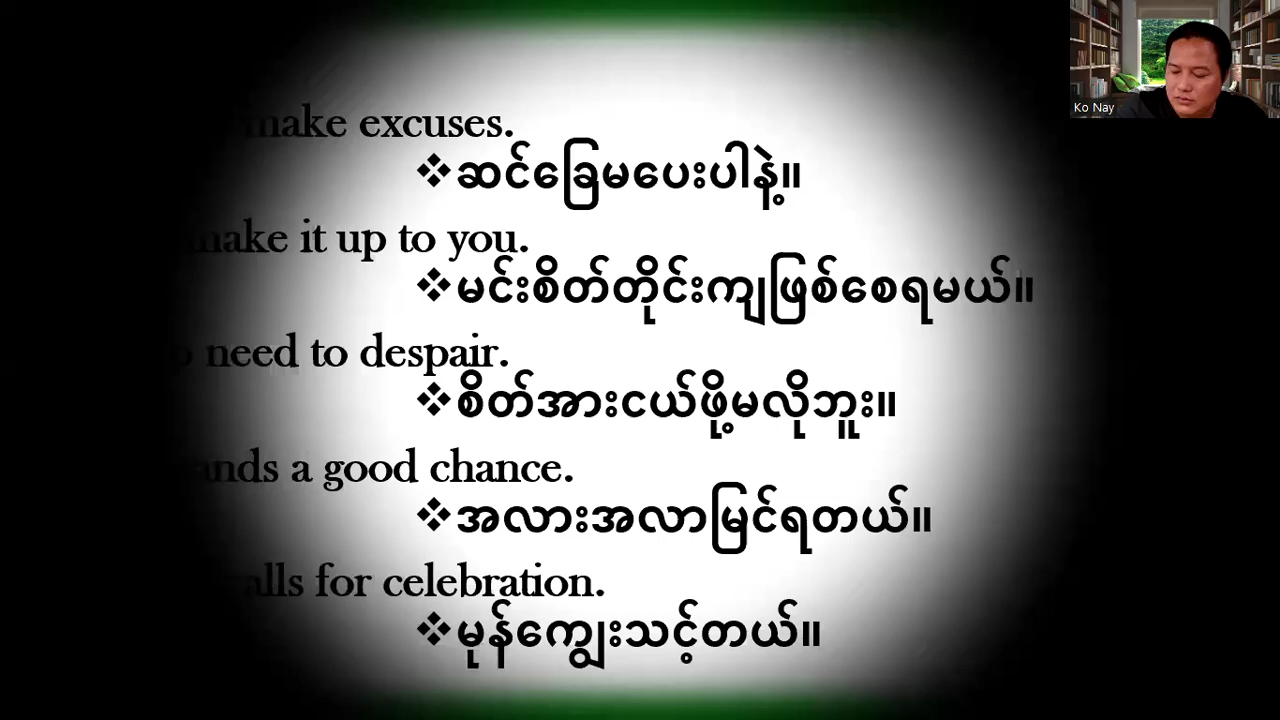 make excuses.
❖ဆင်ခြေမပေးပါနဲ့။
make it up to you.
❖မင်းစိတ်တိုင်းကျဖြစ်စေရမယ်။
need to despair.
❖စိတ်အားငယ်ဖို့မလိုဘူး။
a good chance.
❖အလားအလာမြင်ရတယ်။
for celebration.
❖မုန့်ကျွေးသင့်တယ်။
Ko Nay